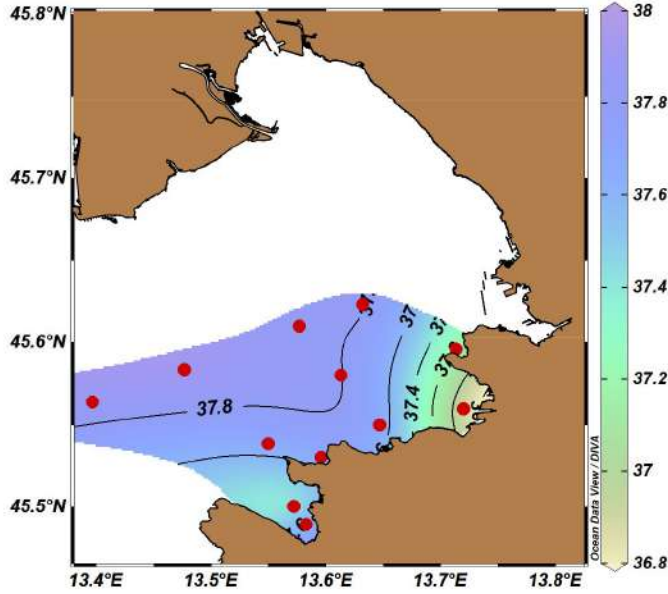 45.8°N
45.7°N
45.6°N
45.5°N
13.4°E
13.5°E
13.6°E
13.7°E
13.8°E
37.8
37.4
37
38
37.8
37.6
37.4
37.2
37
36.8
Ocean Data View / DIVA